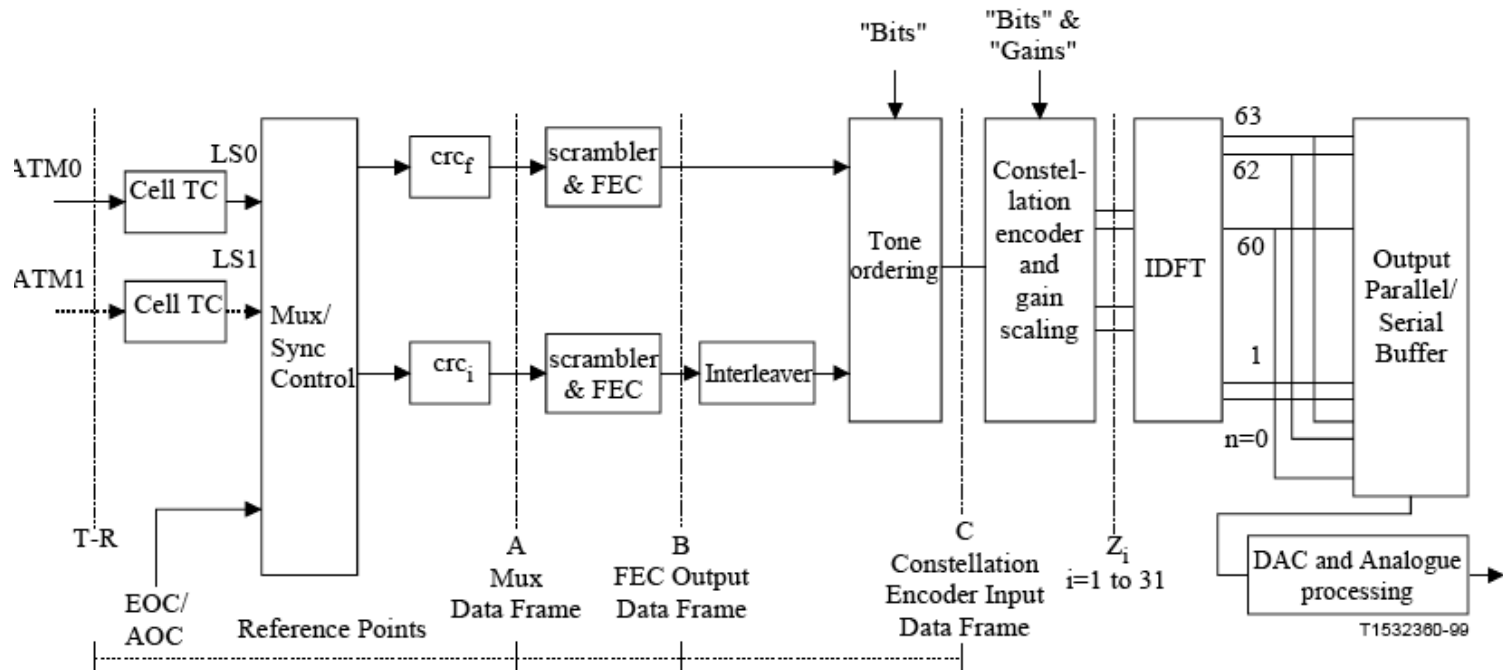 "Bits"
"Bits" &
"Gains"
ATM0
Cell TC
LS0
ATM1
Cell TC
LS1
Mux/
Sync
Control
crcf
crci
scrambler
& FEC
scrambler
& FEC
Interleaver
Tone
ordering
Constel-
lation
encoder
and
gain
scaling
IDFT
63
62
60
1
n=0
Output
Parallel/
Serial
Buffer
T-R
EOC/
AOC
Reference Points
A
Mux
Data Frame
B
FEC Output
Data Frame
C
Constellation
Encoder Input
Data Frame
Zi
i=1 to 31
DAC and Analogue
processing
T1532360-99